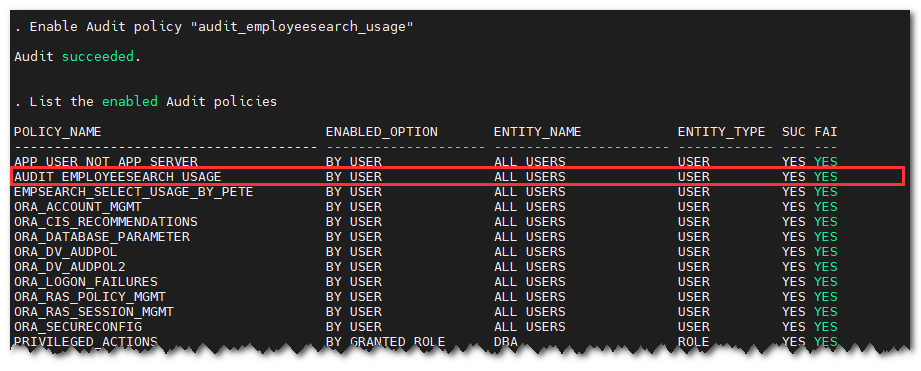 . Enable Audit policy "audit_employeesearch_usage"
Audit succeeded.
. List the enabled Audit policies
POLICY_NAME ENABLED_OPTION ENTITY_NAME ENTITY_TYPE SUC FAI
-------------------------------------- -------------------- ---------------------- ----------- --- ---
APP_USER_NOT_APP_SERVER BY USER ALL USERS USER YES YES
AUDIT_EMPLOYEESEARCH_USAGE BY USER ALL USERS USER YES YES
EMPSEARCH_SELECT_USAGE_BY_PETE BY USER ALL USERS USER YES YES
ORA_ACCOUNT_MGMT BY USER ALL USERS USER YES YES
ORA_CIS_RECOMMENDATIONS BY USER ALL USERS USER YES YES
ORA_DATABASE_PARAMETER BY USER ALL USERS USER YES YES
ORA_DV_AUDPOL BY USER ALL USERS USER YES YES
ORA_DV_AUDPOL2 BY USER ALL USERS USER YES YES
ORA_LOGON_FAILURES BY USER ALL USERS USER YES YES
ORA_RAS_POLICY_MGMT BY USER ALL USERS USER YES YES
ORA_RAS_SESSION_MGMT BY USER ALL USERS USER YES YES
ORA_SECURECONFIG BY USER ALL USERS USER YES YES
PRIVILEGED_ACTIONS BY GRANTED ROLE DBA ROLE YES YES